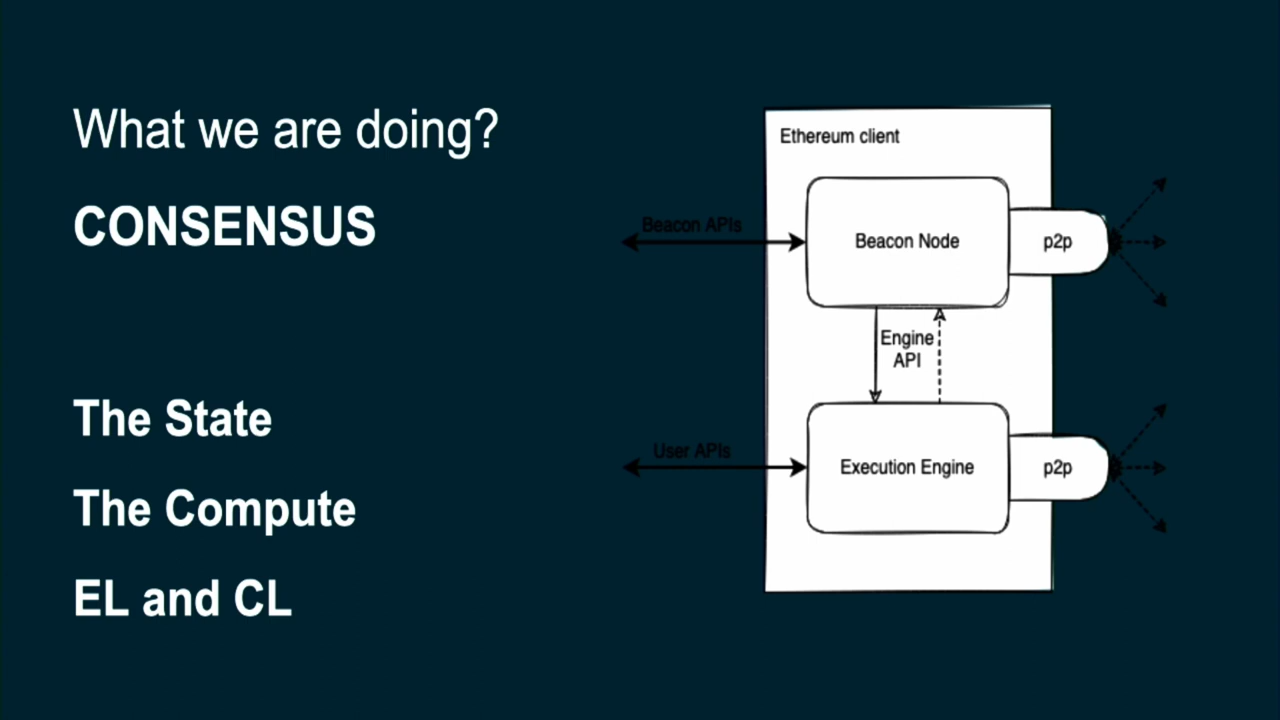 What we are doing?
CONSENSUS
The State
The Compute
EL and CL
Ethereum client
Beacon APIs
Beacon Node
p2p
Engine
API
User APIs
Execution Engine
p2p